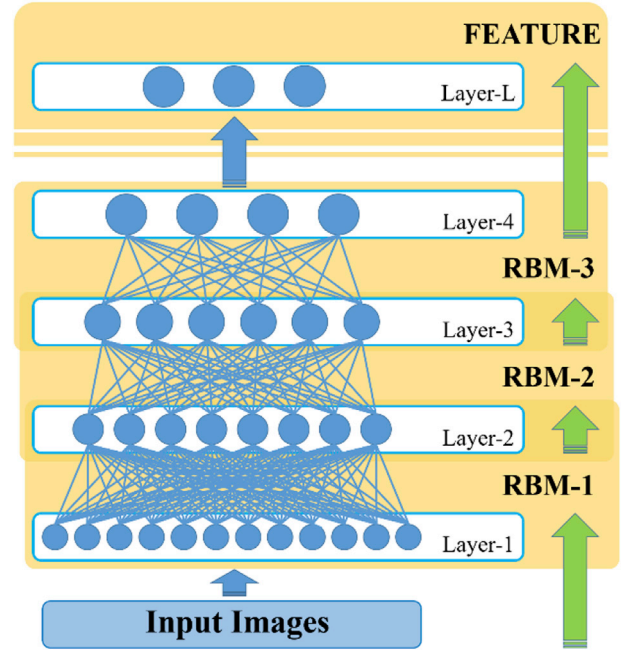 FEATURE
Layer-L
Layer-4
RBM-3
Layer-3
RBM-2
Layer-2
RBM-1
Layer-1
Input Images